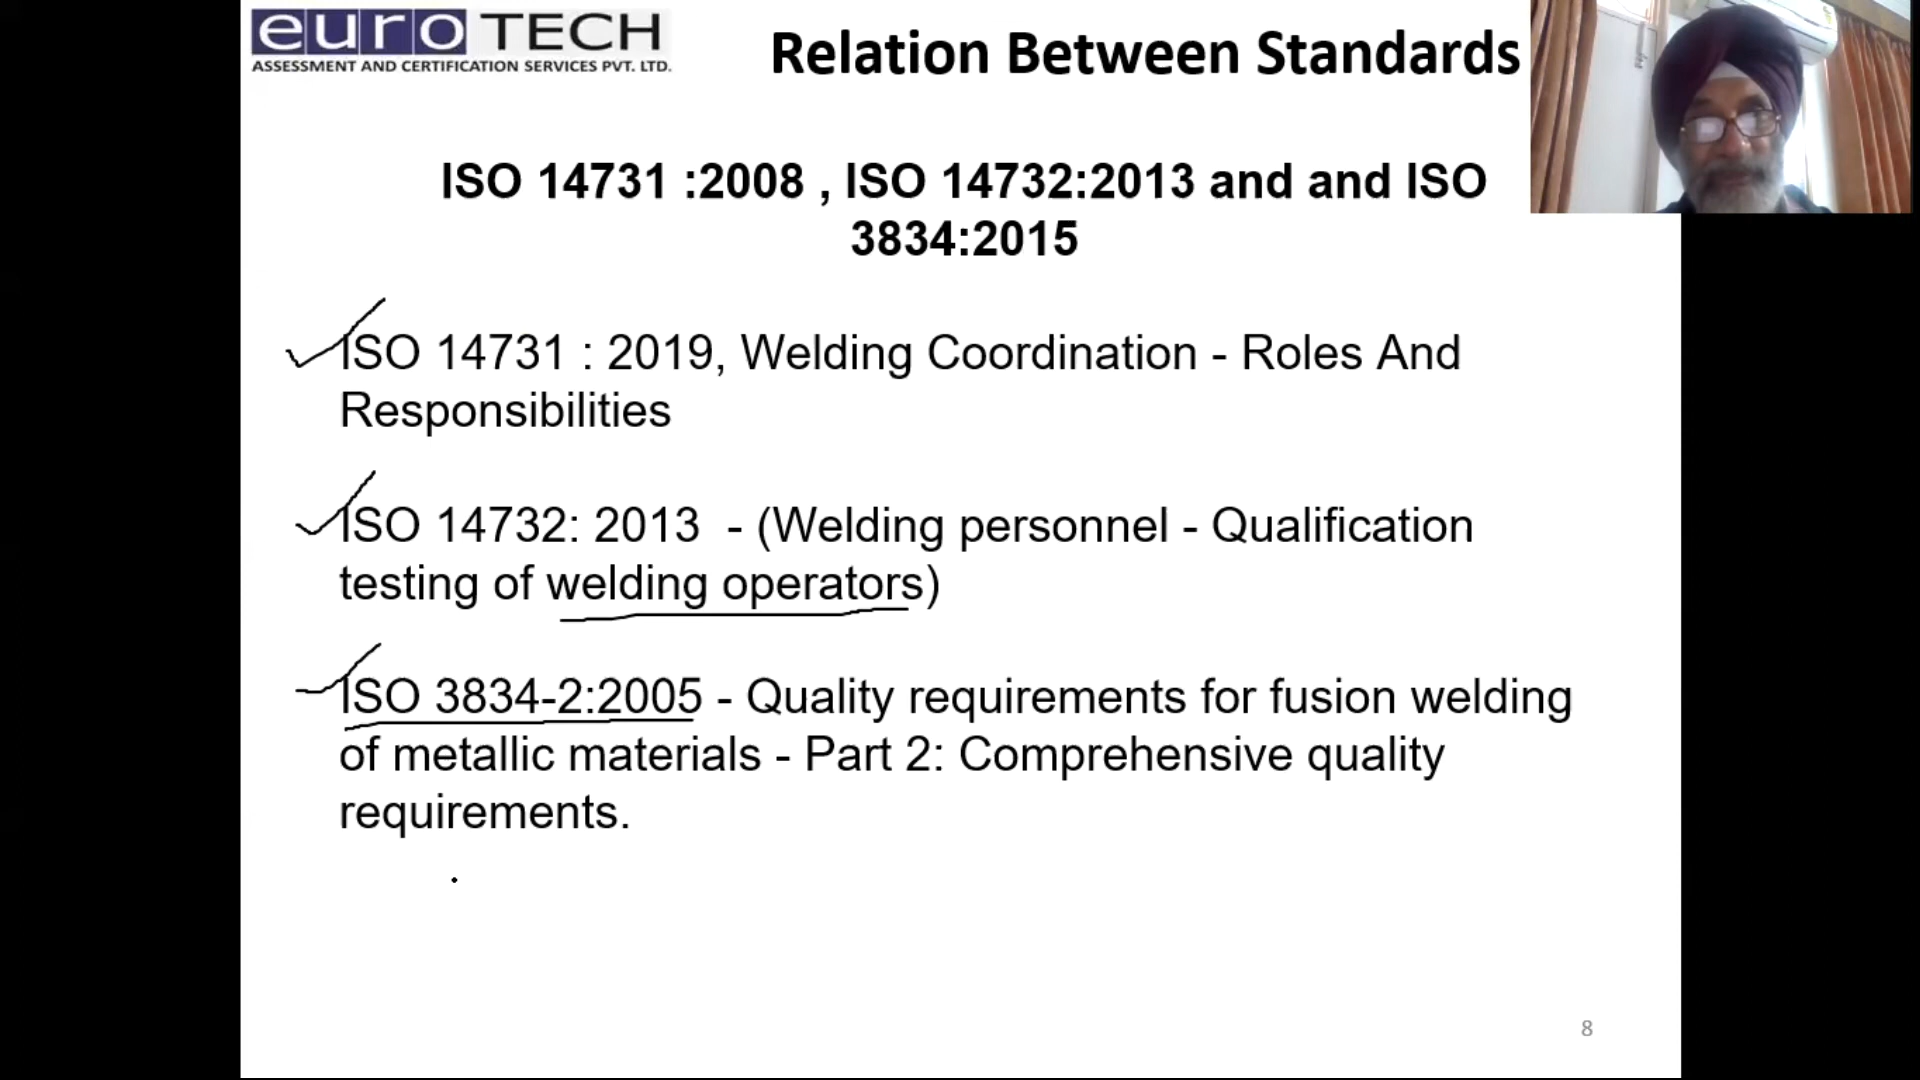 euro TECH
ASSESSMENT AND CERTIFICATION SERVICES PVT. LTD.
Relation Between Standards
ISO 14731 :2008 , ISO 14732:2013 and and ISO
3834:2015
ISO 14731 : 2019, Welding Coordination - Roles And
Responsibilities
ISO 14732: 2013 - (Welding personnel - Qualification
testing of welding operators)
ISO 3834-2:2005 - Quality requirements for fusion welding
of metallic materials - Part 2: Comprehensive quality
requirements.
8